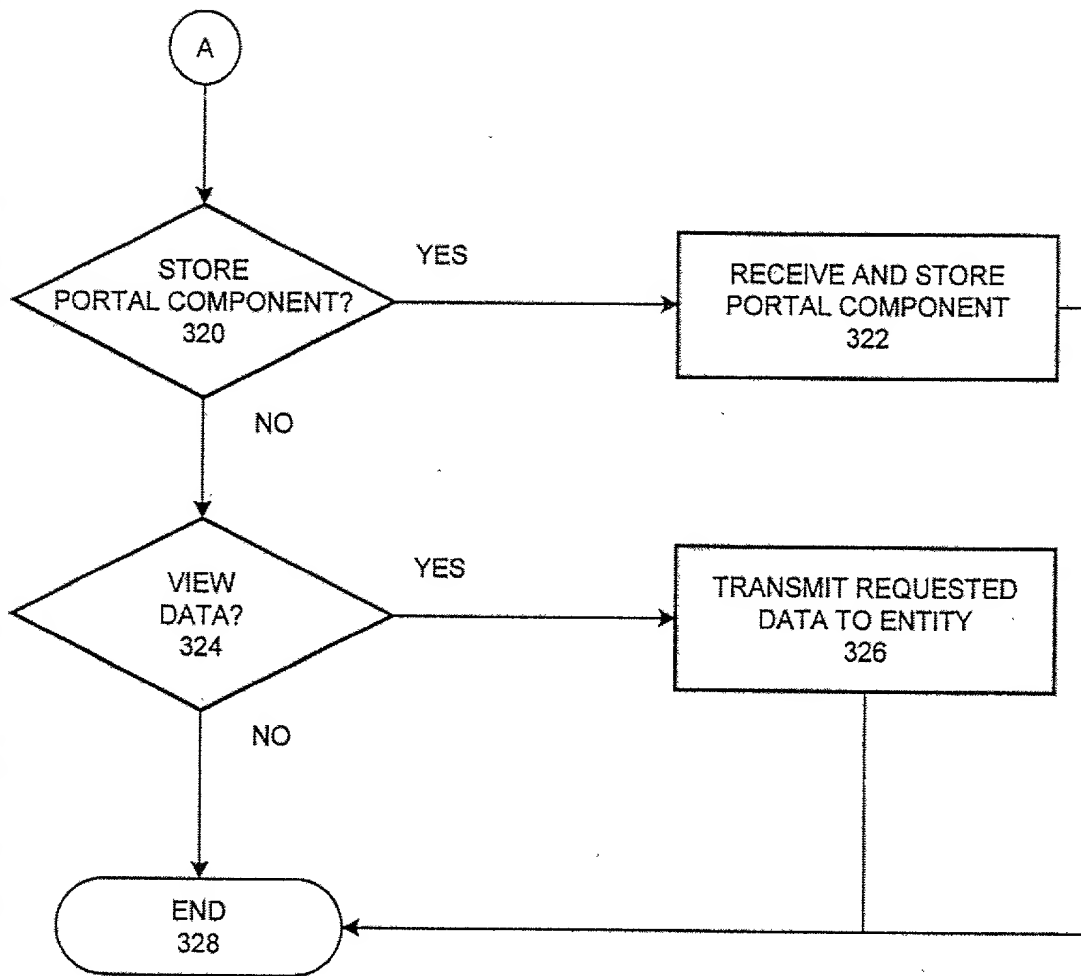 A
STORE
PORTAL COMPONENT?
320
YES
RECEIVE AND STORE
PORTAL COMPONENT
322
NO
VIEW
DATA?
324
YES
TRANSMIT REQUESTED
DATA TO ENTITY
326
NO
END
328